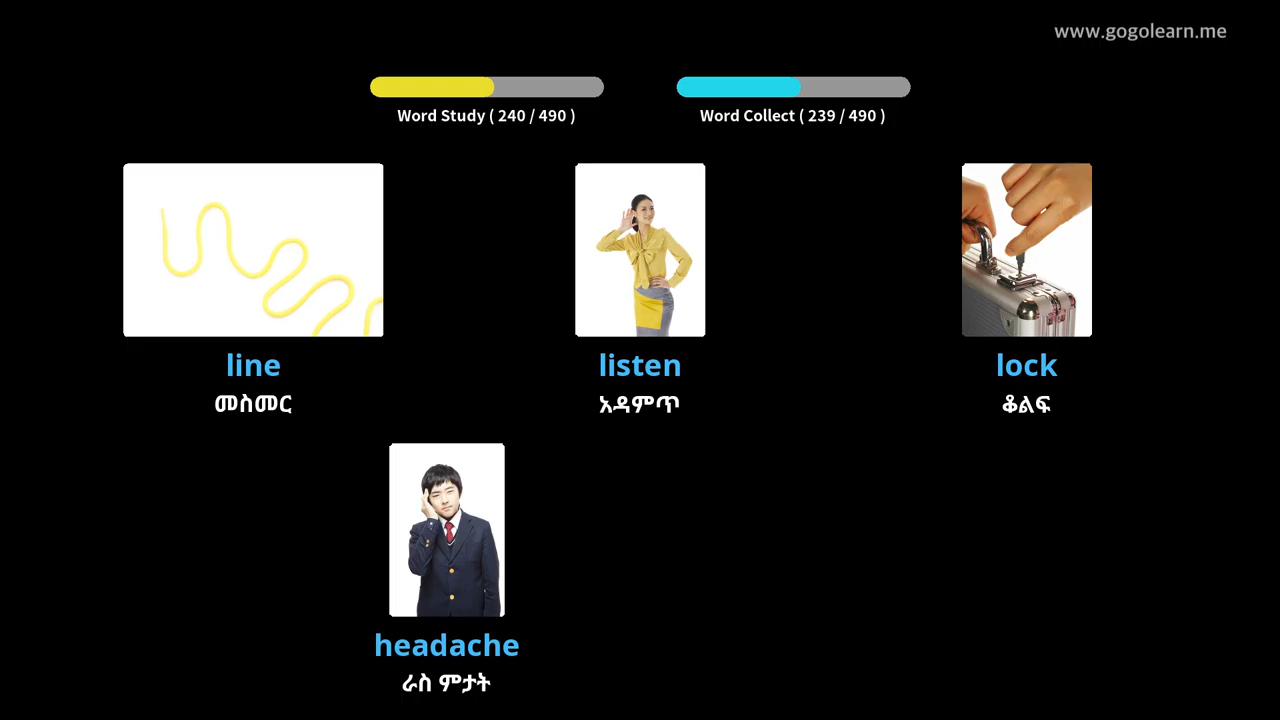 www.gogolearn.me
Word Study ( 240 / 490 )
Word Collect ( 239 / 490 )
line
መስመር
listen
አዳምጥ
lock
ቆልፍ
headache
ራስ ምታት